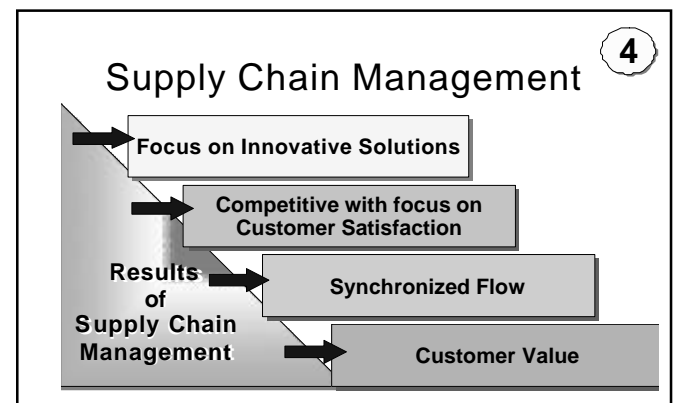 4
Supply Chain Management
Focus on Innovative Solutions
Competitive with focus on
Customer Satisfaction
Results
of
Supply Chain
Management
Synchronized Flow
Customer Value